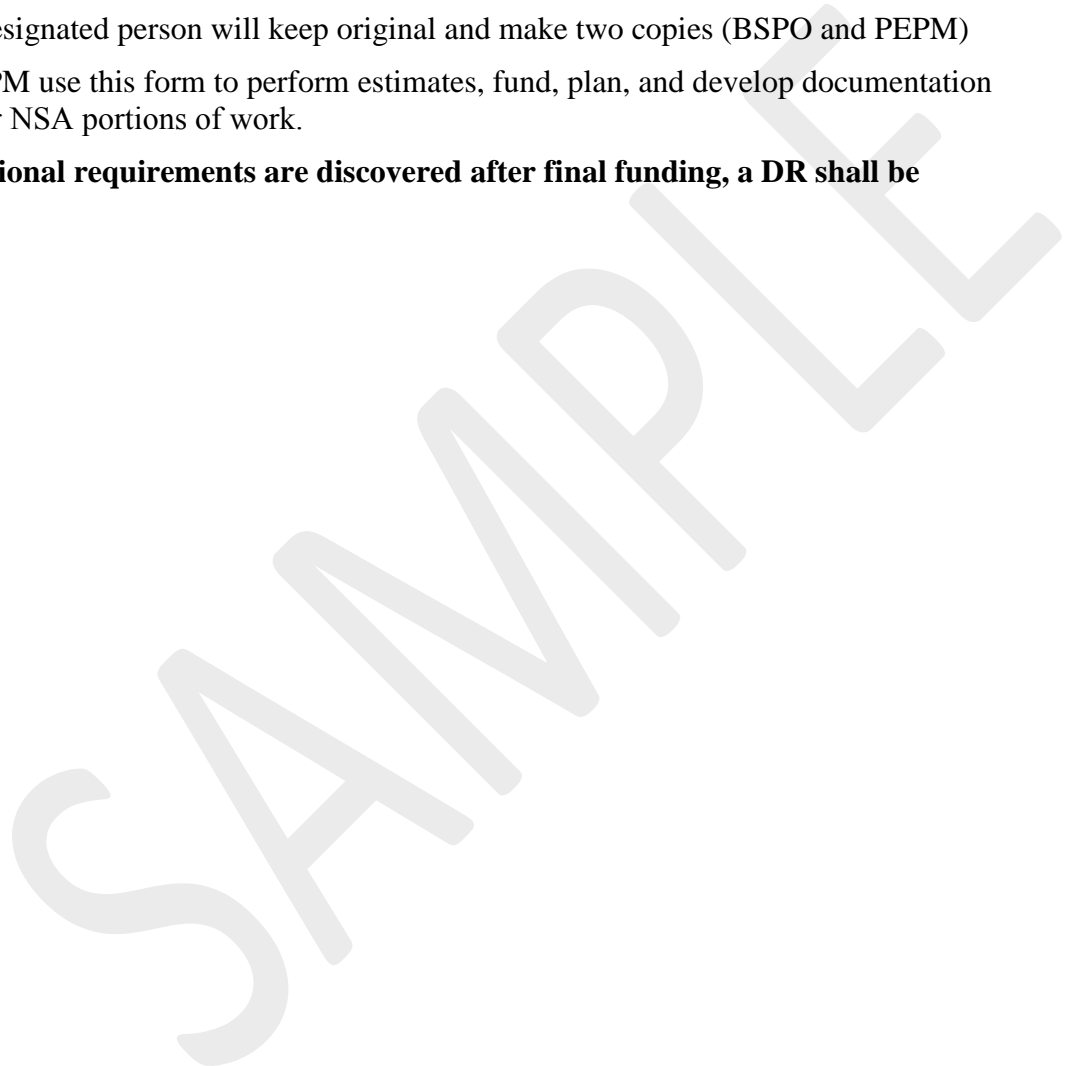 esignated person will keep original and make two copies (BSPO and PEPM)
PM use this form to perform estimates, fund, plan, and develop documentation
r NSA portions of work.
ional requirements are discovered after final funding, a DR shall be
SAMPLE